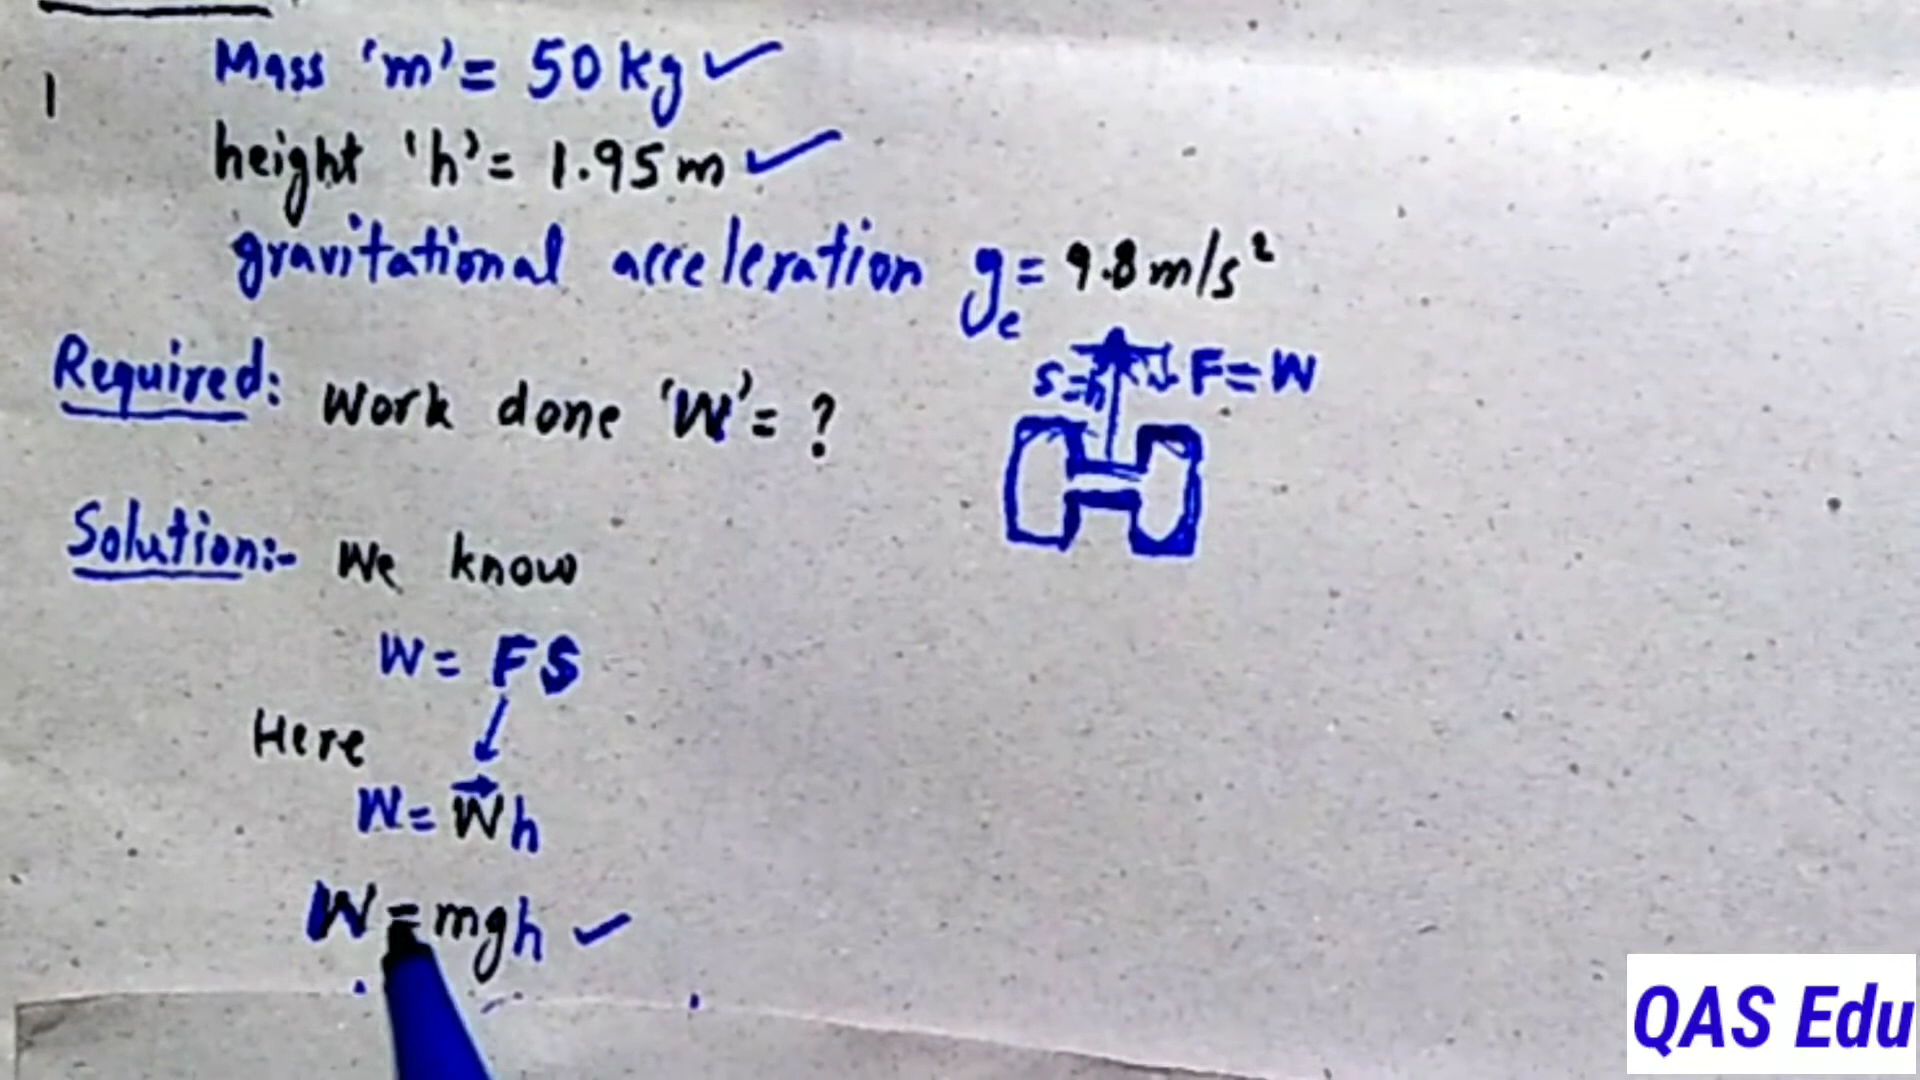 1
Mass 'm' = 50 kg ✓
height 'h' = 1.95 m ✓
gravitational acceleration gₑ = 9.8 m/s²
Required: Work done 'W' = ?
s=h F=W
Solution:- We know
W = FS
Here
W = W⃗h
W = mgh ✓
QAS Edu